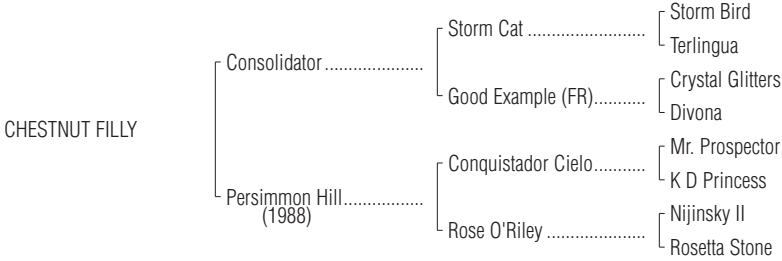 Storm Bird
Storm Cat ........................
Terlingua
Consolidator ....................
Crystal Glitters
Good Example (FR)...........
Divona
CHESTNUT FILLY
Mr. Prospector
Conquistador Cielo...........
K D Princess
Persimmon Hill................
(1988)
Nijinsky II
Rose O'Riley ....................
Rosetta Stone